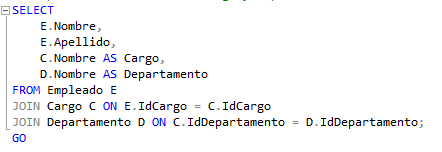 SELECT
E.Nombre,
E.Apellido,
C.Nombre AS Cargo,
D.Nombre AS Departamento
FROM Empleado E
JOIN Cargo C ON E.IdCargo = C.IdCargo
JOIN Departamento D ON C.IdDepartamento = D.IdDepartamento;
GO